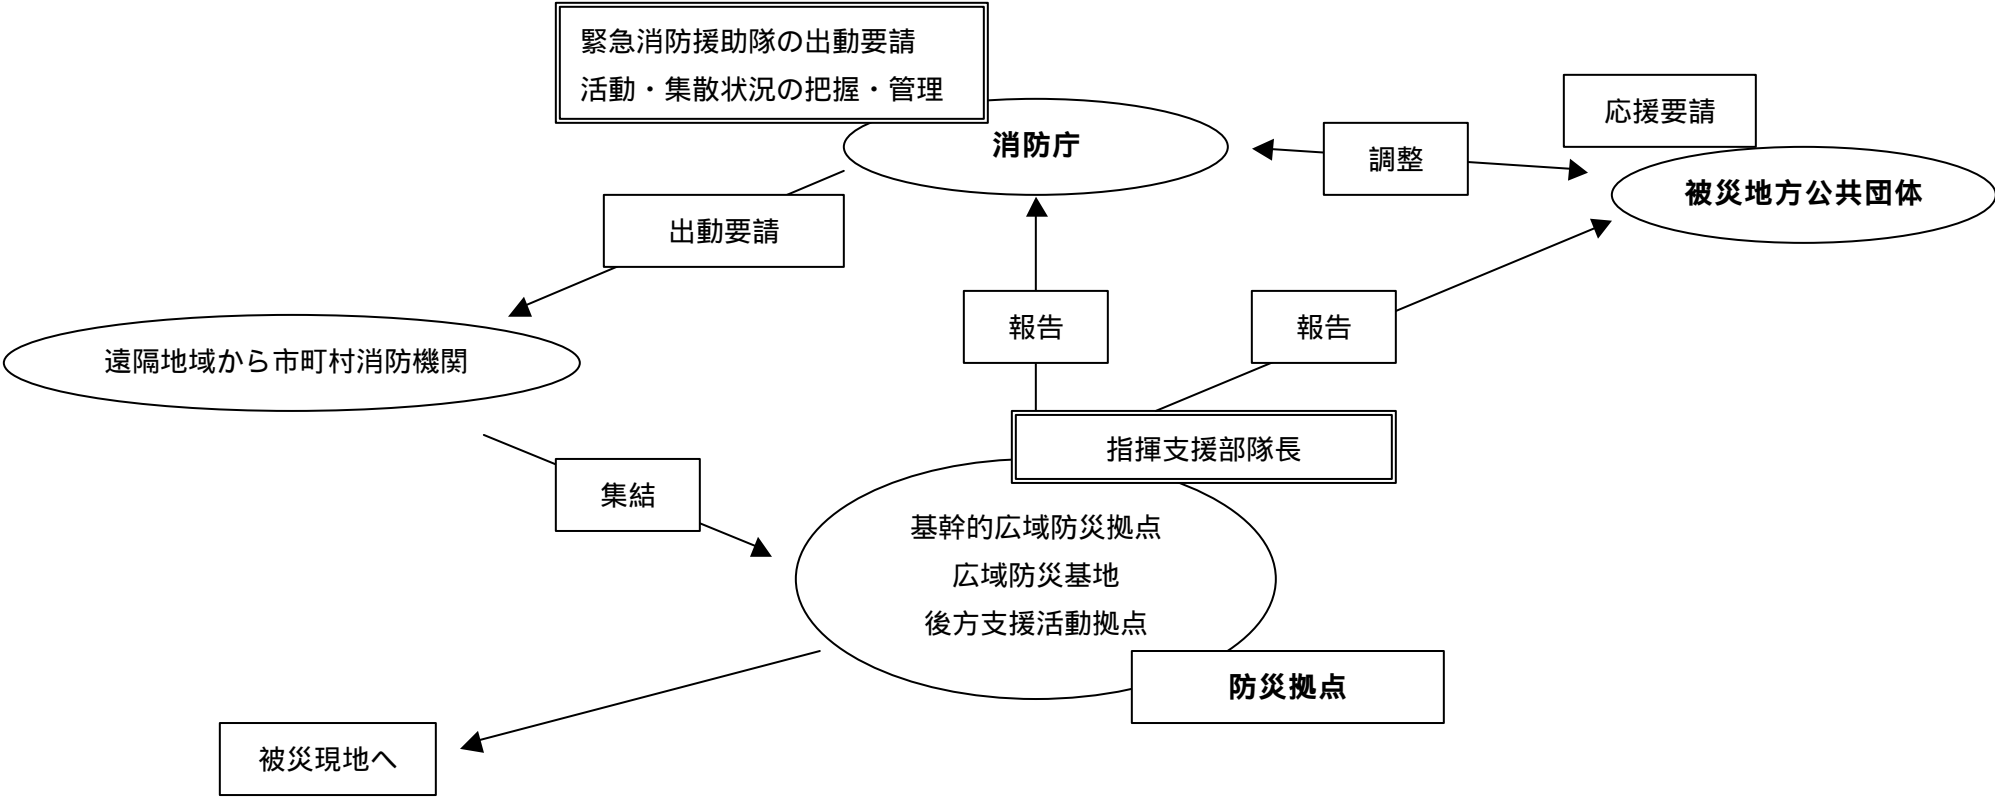 緊急消防援助隊の出動要請
活動・集散状況の把握・管理
消防庁
応援要請
調整
被災地方公共団体
出動要請
報告
報告
遠隔地域から市町村消防機関
指揮支援部隊長
集結
基幹的広域防災拠点
広域防災基地
後方支援活動拠点
防災拠点
被災現地へ